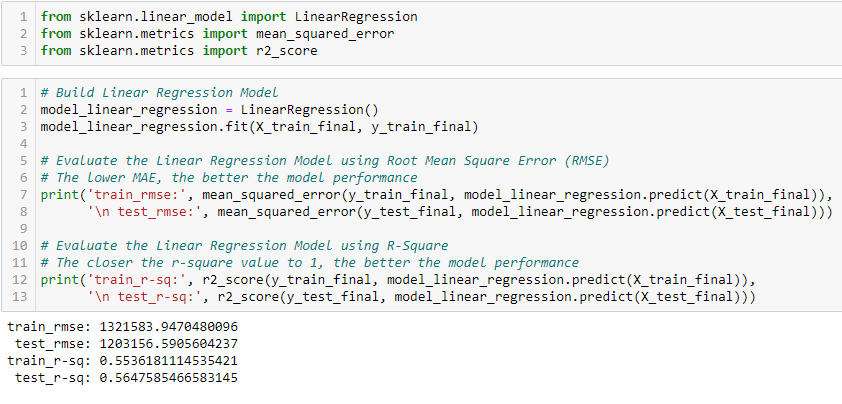 1 from sklearn.linear_model import LinearRegression
2 from sklearn.metrics import mean_squared_error
3 from sklearn.metrics import r2_score
1 # Build Linear Regression Model
2 model_linear_regression = LinearRegression()
3 model_linear_regression.fit(X_train_final, y_train_final)
4
5 # Evaluate the Linear Regression Model using Root Mean Square Error (RMSE)
6 # The lower MAE, the better the model performance
7 print('train_rmse:', mean_squared_error(y_train_final, model_linear_regression.predict(X_train_final)),
8       '\n test_rmse:', mean_squared_error(y_test_final, model_linear_regression.predict(X_test_final)))
9
10 # Evaluate the Linear Regression Model using R-Square
11 # The closer the r-square value to 1, the better the model performance
12 print('train_r-sq:', r2_score(y_train_final, model_linear_regression.predict(X_train_final)),
13       '\n test_r-sq:', r2_score(y_test_final, model_linear_regression.predict(X_test_final)))
train_rmse: 1321583.9470480096
 test_rmse: 1203156.5905604237
train_r-sq: 0.5536181114535421
 test_r-sq: 0.5647585466583145